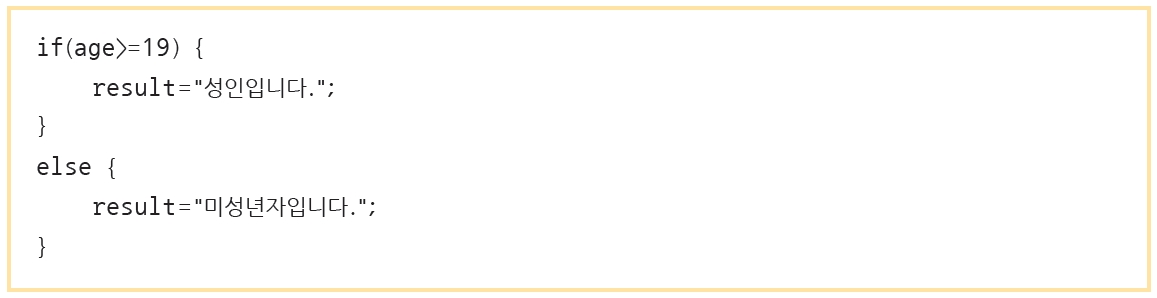 if(age>=19) {
    result="성인입니다.";
}
else {
    result="미성년자입니다.";
}